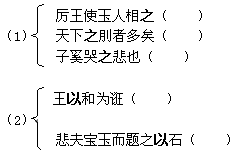 (1)
厉王使玉人相之（　　）
天下之刖者多矣（　　）
子奚哭之悲也（　　）
(2)
王以和为诳（　　）
悲夫宝玉而题之以石（　　）